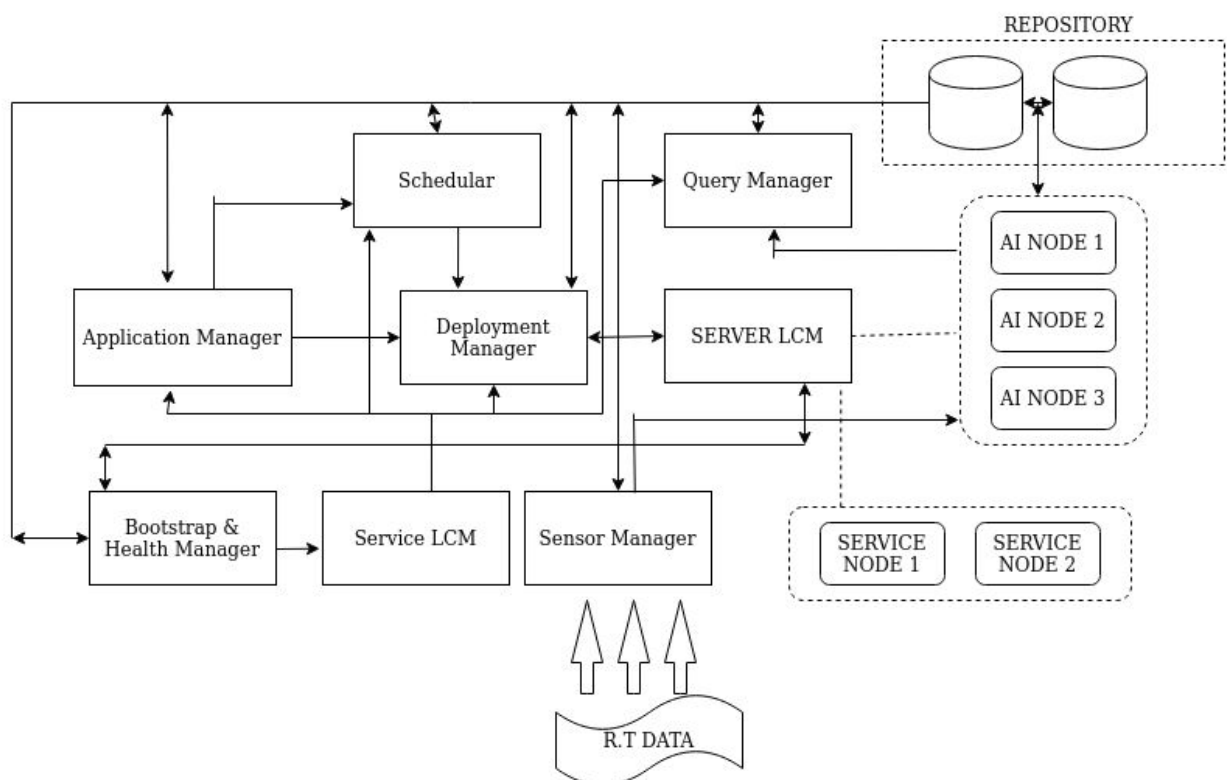 REPOSITORY
Schedular
Query Manager
AI NODE 1
Application Manager
Deployment
Manager
SERVER LCM
AI NODE 2
AI NODE 3
Bootstrap &
Health Manager
Service LCM
Sensor Manager
SERVICE
NODE 1
SERVICE
NODE 2
R.T DATA